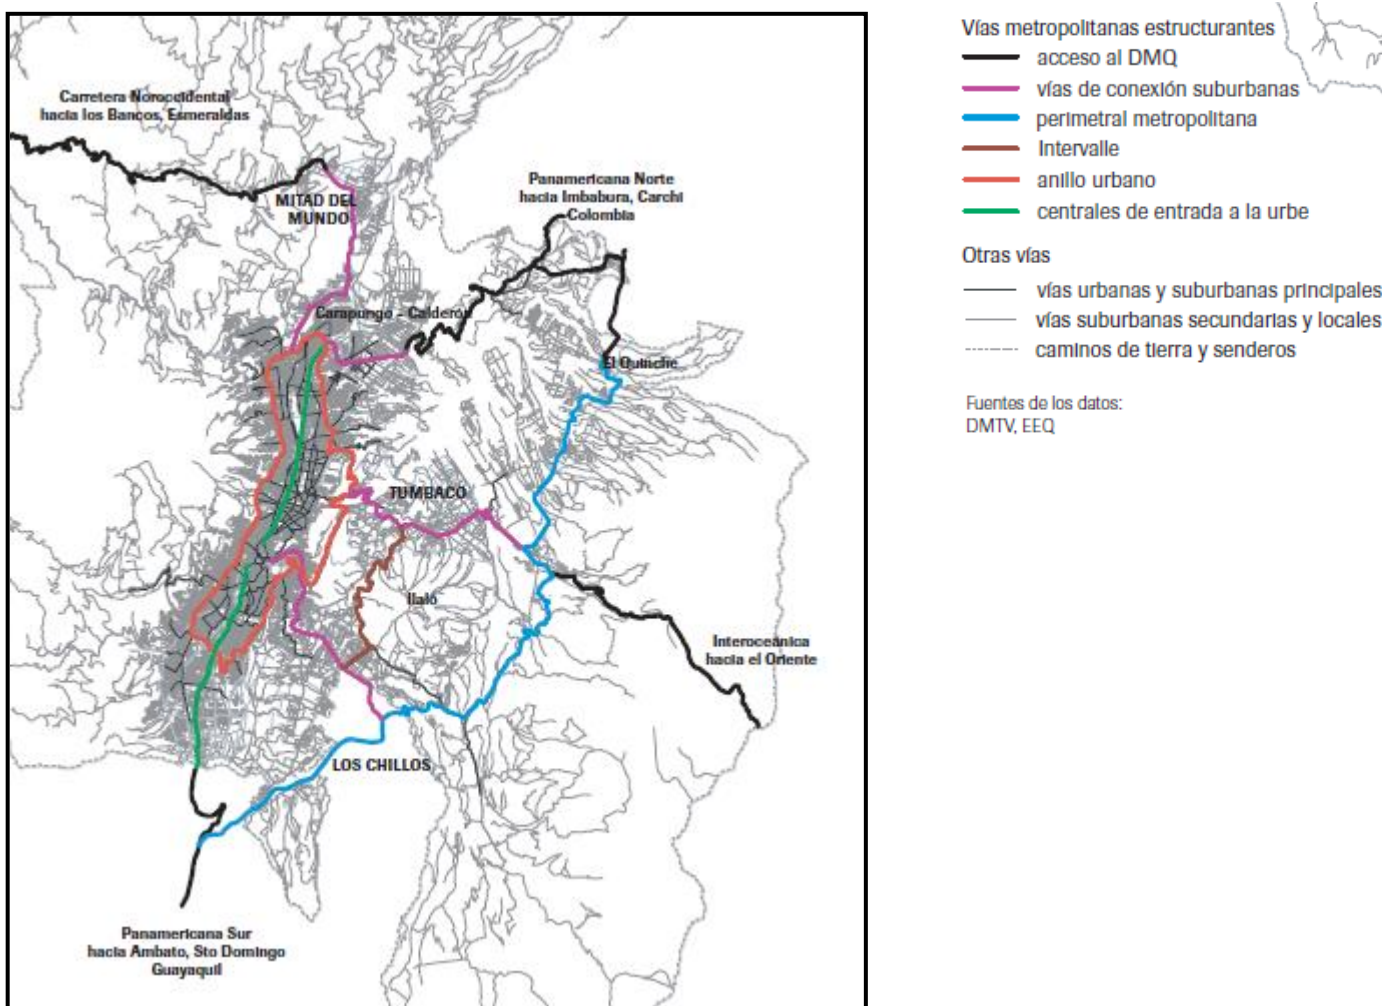 Carretera Noroccidental
hacia los Bancos, Esmeraldas
MITAD DEL
MUNDO
Panamericana Norte
hacia Imbabura, Carchi
Colombia
Carapungo - Calderón
El Quinche
TUMBACO
Ilaló
Interoceánica
hacia el Oriente
LOS CHILLOS
Panamericana Sur
hacia Ambato, Sto Domingo
Guayaquil
Vías metropolitanas estructurantes
acceso al DMQ
vías de conexión suburbanas
perimetral metropolitana
Intervalle
anillo urbano
centrales de entrada a la urbe
Otras vías
vías urbanas y suburbanas principales
vías suburbanas secundarias y locales
caminos de tierra y senderos
Fuentes de los datos:
DMTV, EEQ